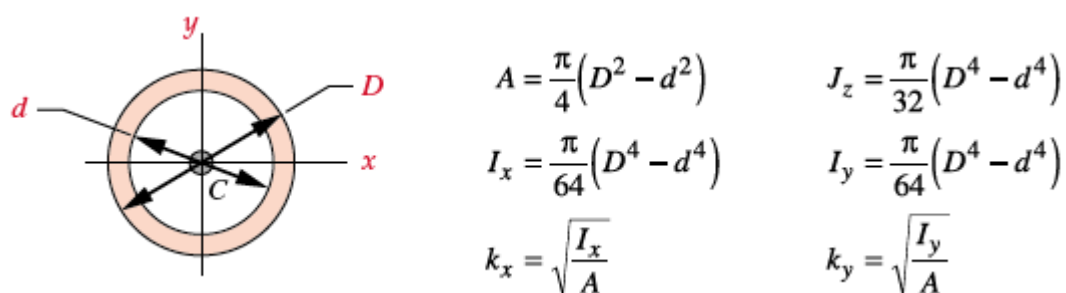 y
D
d
x
C
A = π/4 (D² − d²)
J_z = π/32 (D⁴ − d⁴)
I_x = π/64 (D⁴ − d⁴)
I_y = π/64 (D⁴ − d⁴)
k_x = √(I_x/A)
k_y = √(I_y/A)